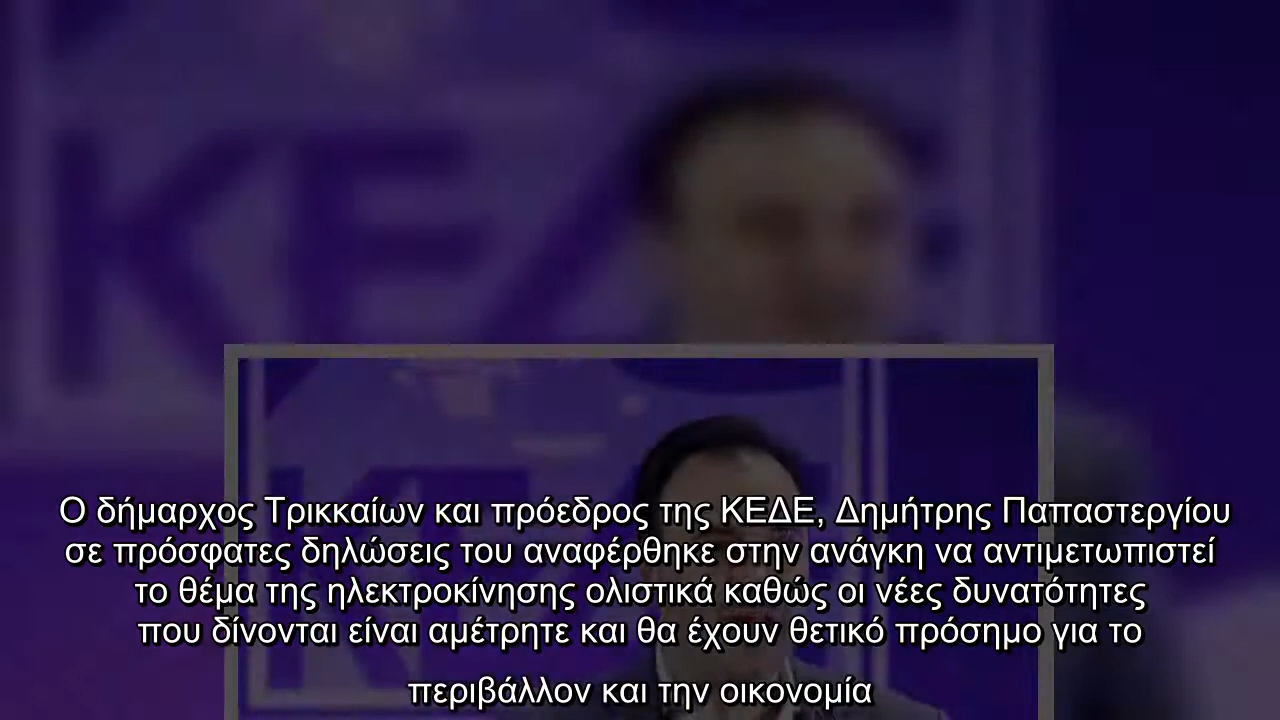 ΚΕΔ
Ο δήμαρχος Τρικκαίων και πρόεδρος της ΚΕΔΕ, Δημήτρης Παπαστεργίου
σε πρόσφατες δηλώσεις του αναφέρθηκε στην ανάγκη να αντιμετωπιστεί
το θέμα της ηλεκτροκίνησης ολιστικά καθώς οι νέες δυνατότητες
που δίνονται είναι αμέτρητε και θα έχουν θετικό πρόσημο για το
περιβάλλον και την οικονομία